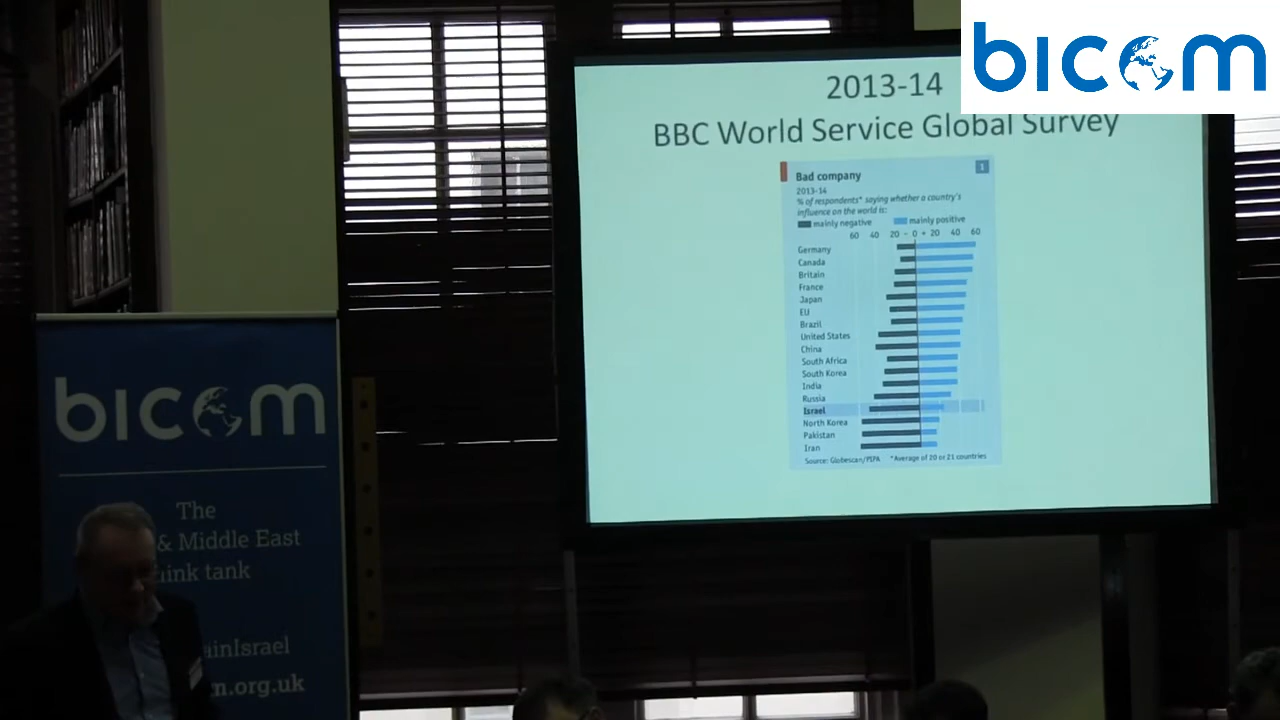 bicom
2013-14
BBC World Service Global Survey
1
Bad company
2013-14
% of respondents* saying whether a country's
influence on the world is:
mainly negative mainly positive
60 40 20 - 0 + 20 40 60
Germany
Canada
Britain
France
Japan
EU
Brazil
United States
China
South Africa
South Korea
India
Russia
Israel
North Korea
Pakistan
Iran
Source: Globescan/PIPA *Average of 20 or 21 countries
bicom
The
& Middle East
think tank
ainIsrael
m.org.uk